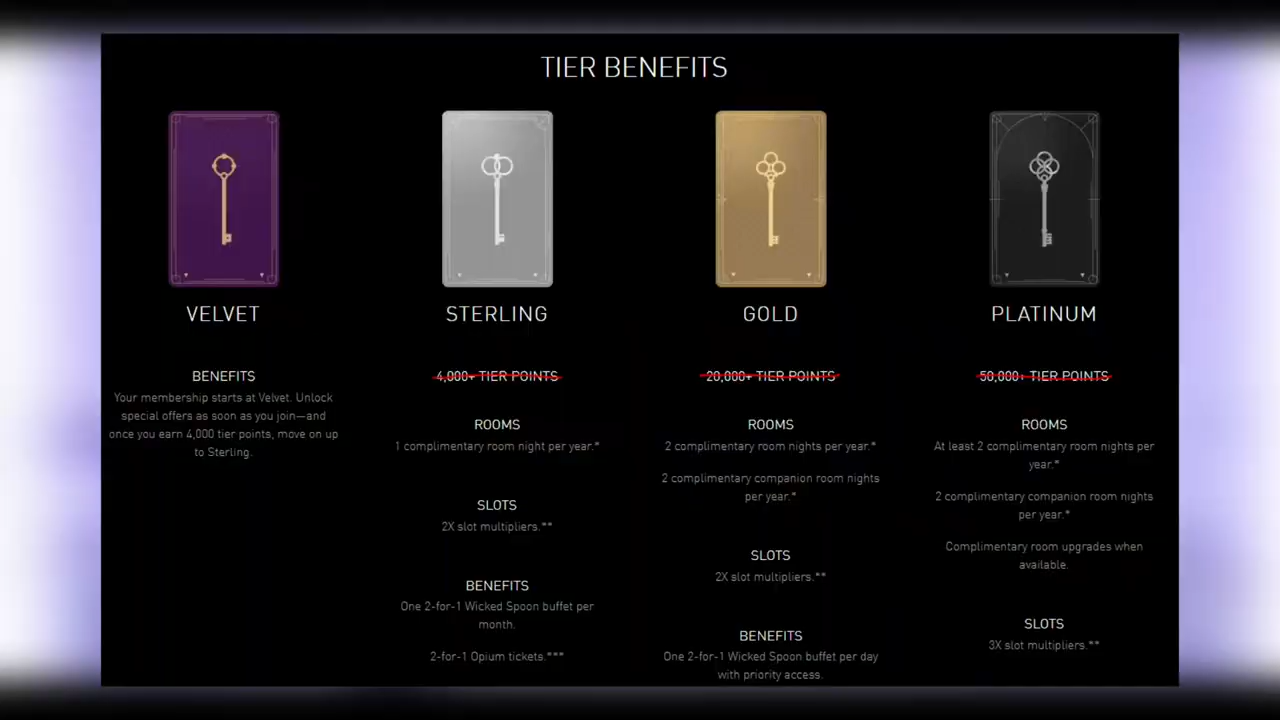 TIER BENEFITS
VELVET
BENEFITS
Your membership starts at Velvet. Unlock
special offers as soon as you join—and
once you earn 4,000 tier points, move on up
to Sterling.
STERLING
4,000+ TIER POINTS
ROOMS
1 complimentary room night per year.*
SLOTS
2X slot multipliers.**
BENEFITS
One 2-for-1 Wicked Spoon buffet per
month.
2-for-1 Opium tickets.***
GOLD
20,000+ TIER POINTS
ROOMS
2 complimentary room nights per year.*
2 complimentary companion room nights
per year.*
SLOTS
2X slot multipliers.**
BENEFITS
One 2-for-1 Wicked Spoon buffet per day
with priority access.
PLATINUM
50,000+ TIER POINTS
ROOMS
At least 2 complimentary room nights per
year.*
2 complimentary companion room nights
per year.*
Complimentary room upgrades when
available.
SLOTS
3X slot multipliers.**